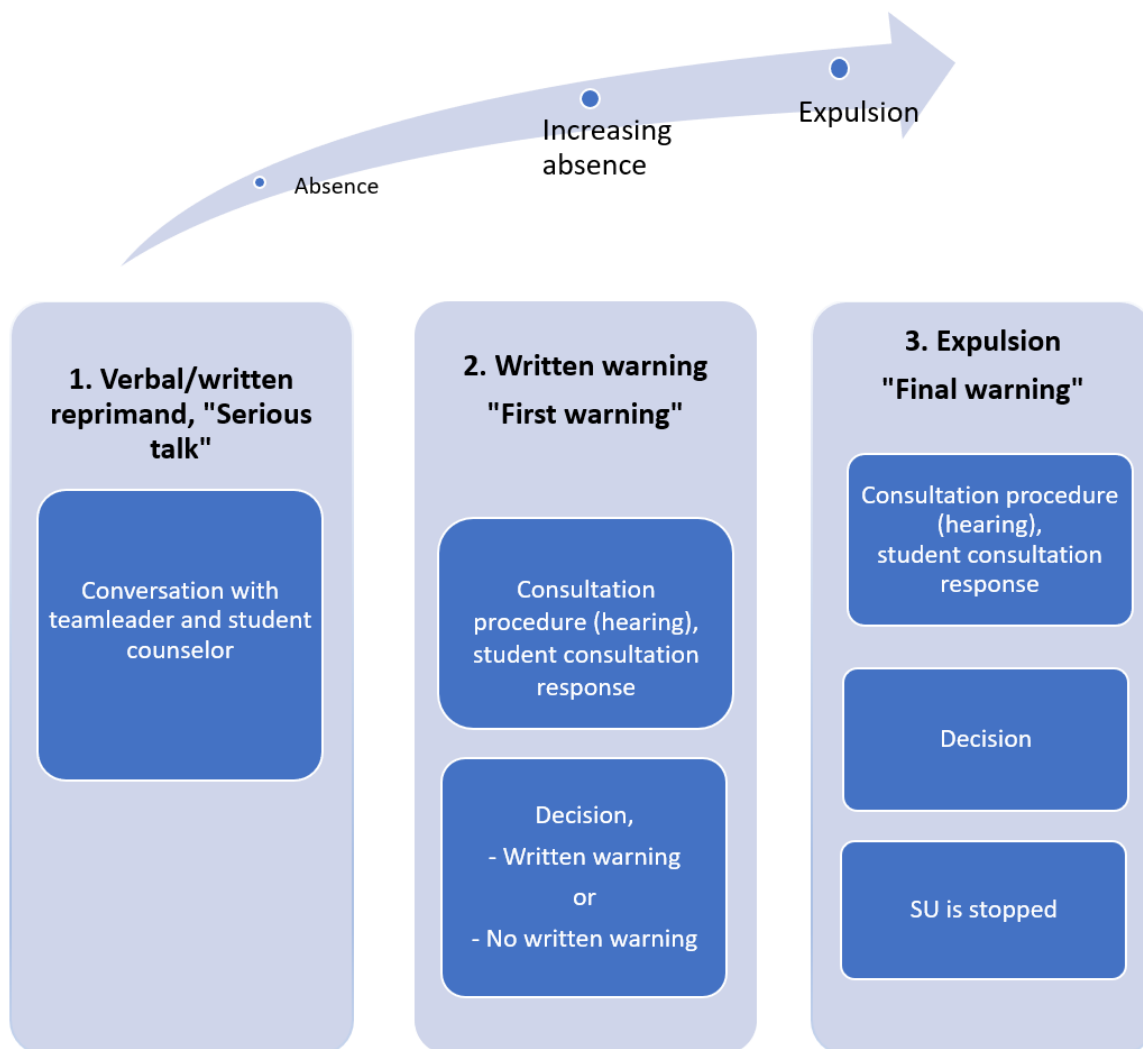 Absence
Increasing
absence
Expulsion
1. Verbal/written
reprimand, "Serious
talk"
Conversation with
teamleader and student
counselor
2. Written warning
"First warning"
Consultation
procedure (hearing),
student consultation
response
Decision,
- Written warning
or
- No written warning
3. Expulsion
"Final warning"
Consultation procedure
(hearing),
student consultation
response
Decision
SU is stopped